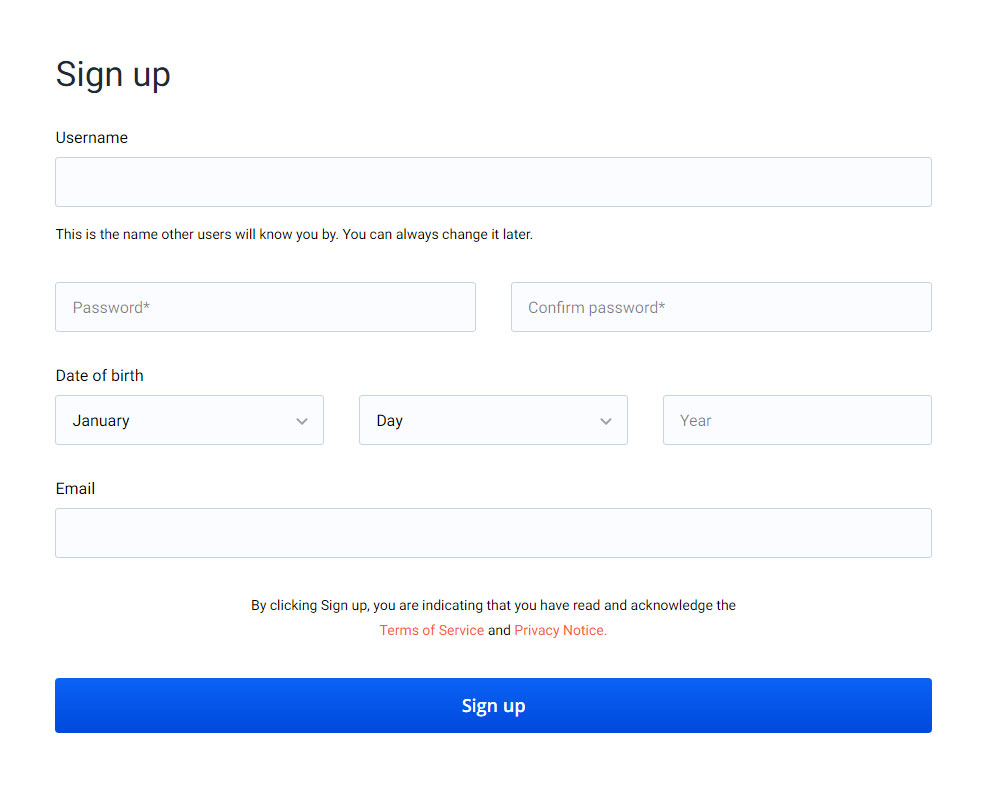 Sign up
Username
This is the name other users will know you by. You can always change it later.
Password* Confirm password*
Date of birth
January Day Year
Email
By clicking Sign up, you are indicating that you have read and acknowledge the
Terms of Service and Privacy Notice.
Sign up